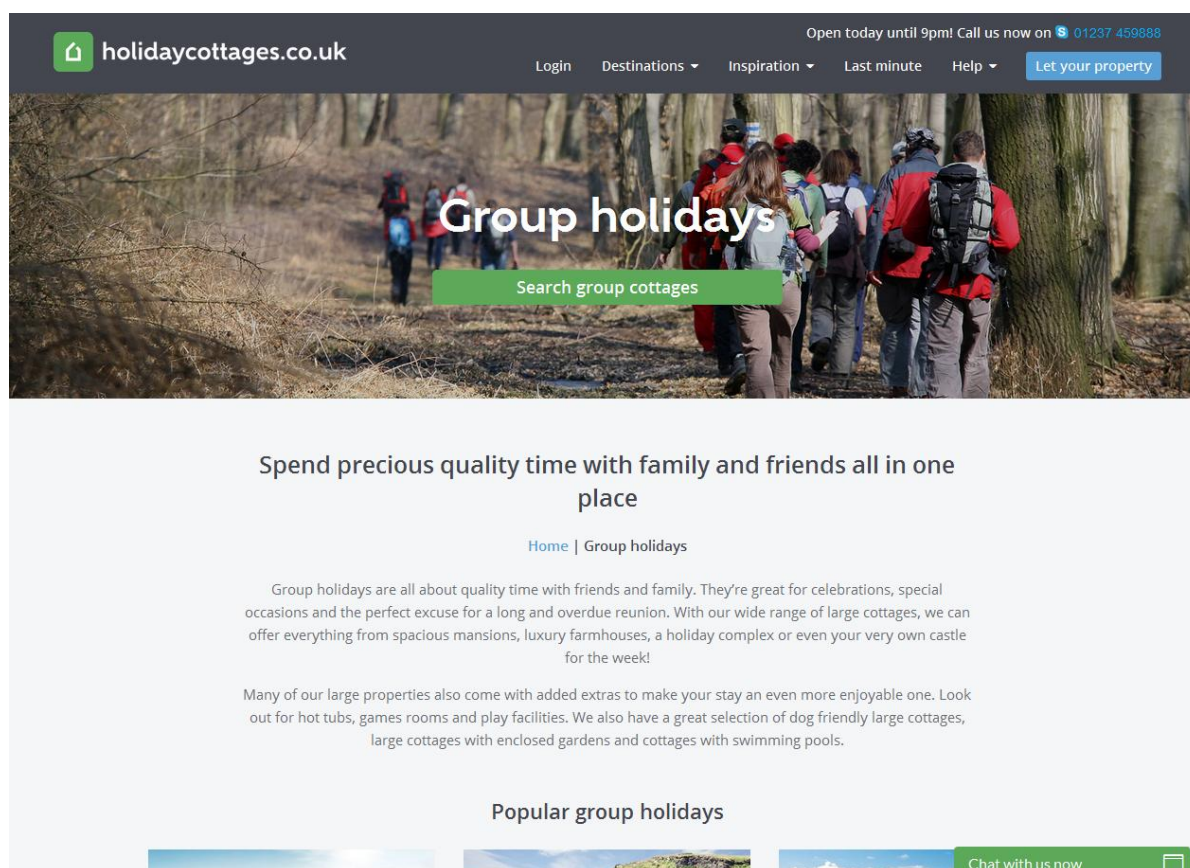 Open today until 9pm! Call us now on 01237 459888
holidaycottages.co.uk
Login Destinations Inspiration Last minute Help Let your property
Group holidays
Search group cottages
Spend precious quality time with family and friends all in one
place
Home | Group holidays
Group holidays are all about quality time with friends and family. They're great for celebrations, special
occasions and the perfect excuse for a long and overdue reunion. With our wide range of large cottages, we can
offer everything from spacious mansions, luxury farmhouses, a holiday complex or even your very own castle
for the week!
Many of our large properties also come with added extras to make your stay an even more enjoyable one. Look
out for hot tubs, games rooms and play facilities. We also have a great selection of dog friendly large cottages,
large cottages with enclosed gardens and cottages with swimming pools.
Popular group holidays
Chat with us now